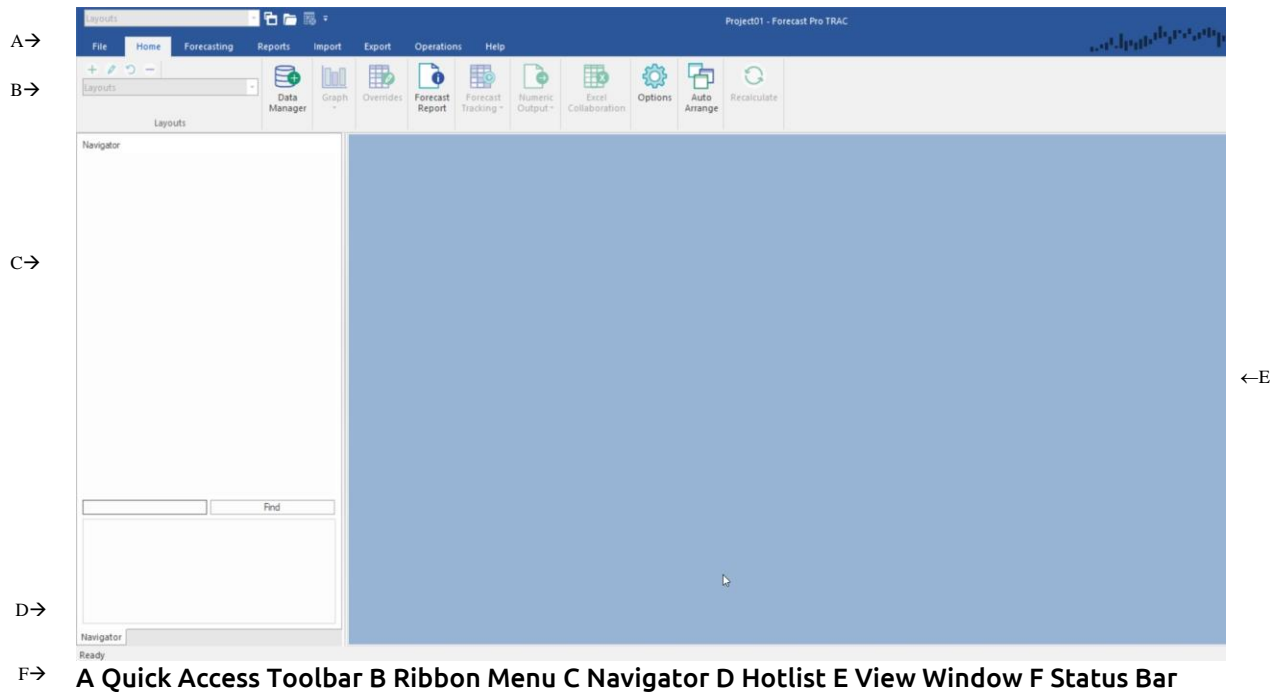 Layouts
Project01 - Forecast Pro TRAC
A→
File Home Forecasting Reports Import Export Operations Help
B→
Layouts
Data Manager
Graph
Overrides
Forecast Report
Forecast Tracking
Numeric Output
Excel Collaboration
Options
Auto Arrange
Recalculate
Layouts
Navigator
C→
←E
Find
D→
Navigator
Ready
F→
A Quick Access Toolbar B Ribbon Menu C Navigator D Hotlist E View Window F Status Bar